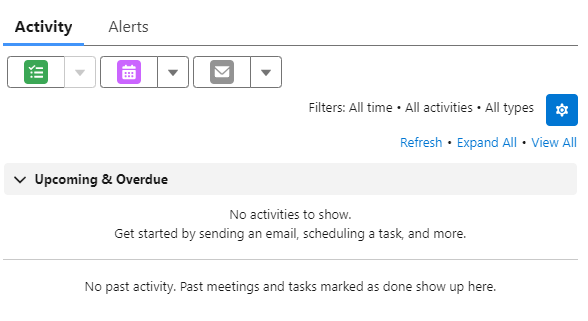 Activity Alerts
Filters: All time • All activities • All types
Refresh • Expand All • View All
Upcoming & Overdue
No activities to show.
Get started by sending an email, scheduling a task, and more.
No past activity. Past meetings and tasks marked as done show up here.